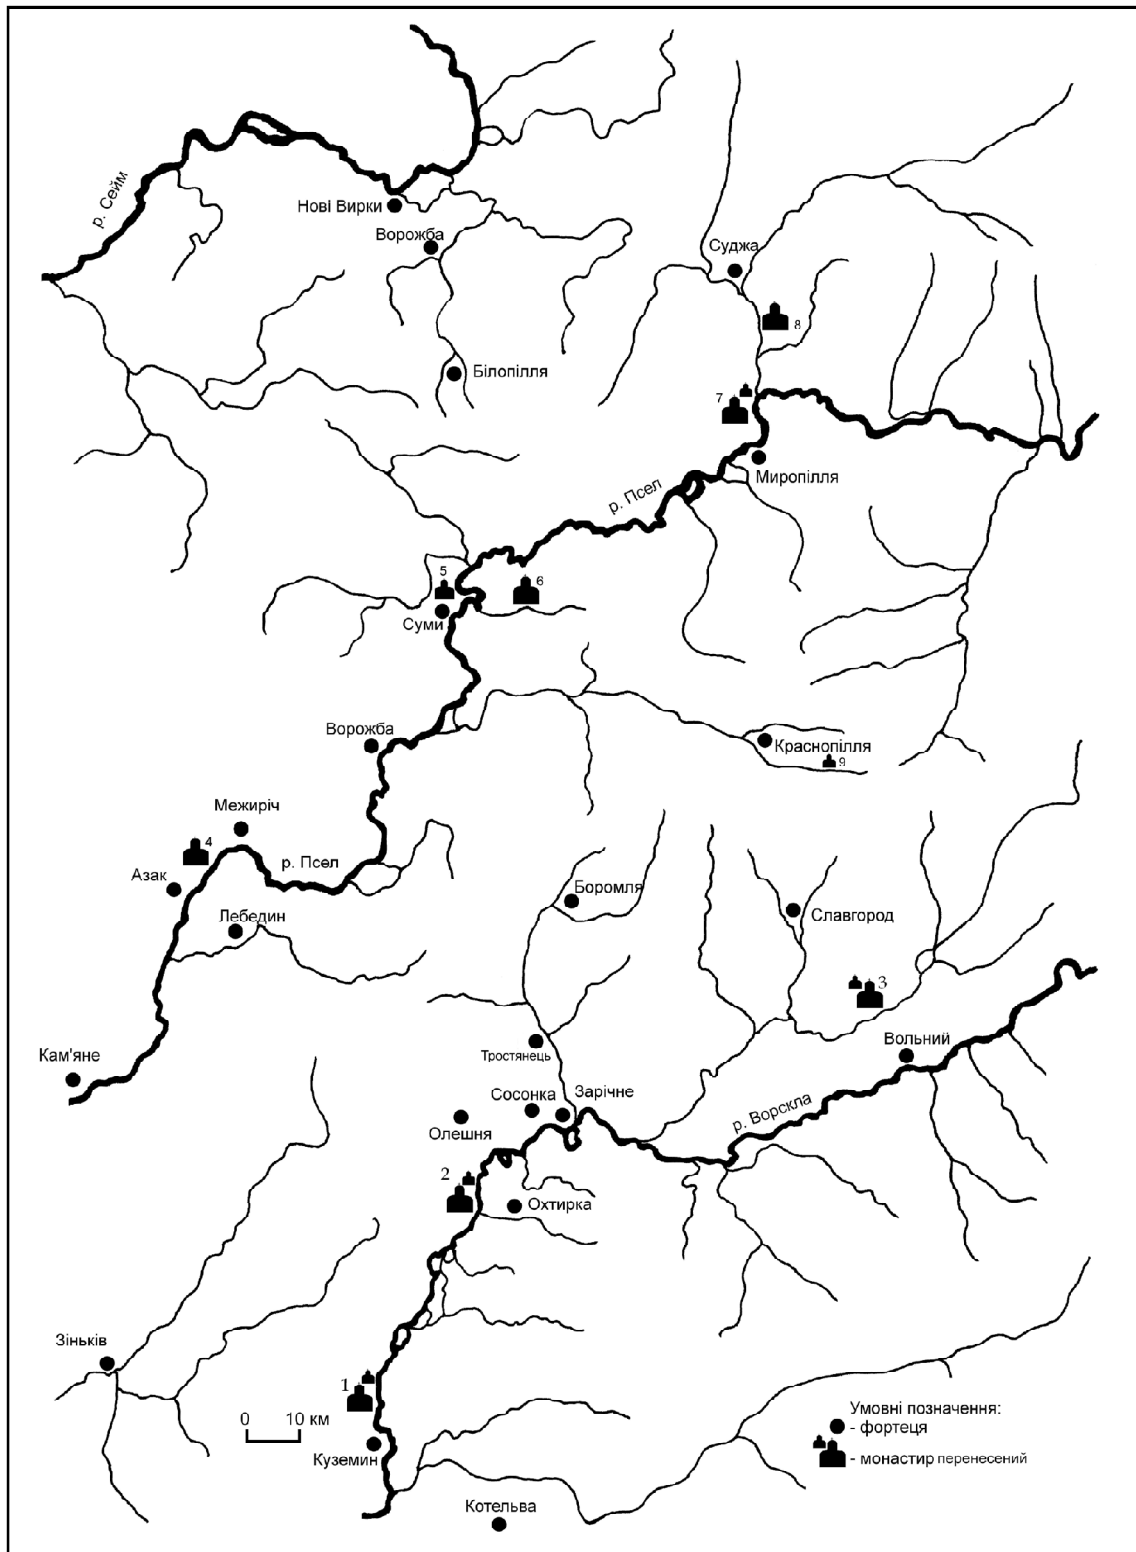 р. Сейм
Нові Вирки
Ворожба
Суджа
8
Білопілля
7
Миропілля
р. Псел
5
6
Суми
Ворожба
Краснопілля
9
Межиріч
4
р. Псел
Азак
Боромля
Лебедин
Славгород
3
Вольний
Кам'яне
Тростянець
Сосонка
Зарічне
р. Ворскла
Олешня
2
Охтирка
Зіньків
1
0 10 км
Куземин
Котельва
Умовні позначення:
- фортеця
- монастир перенесений